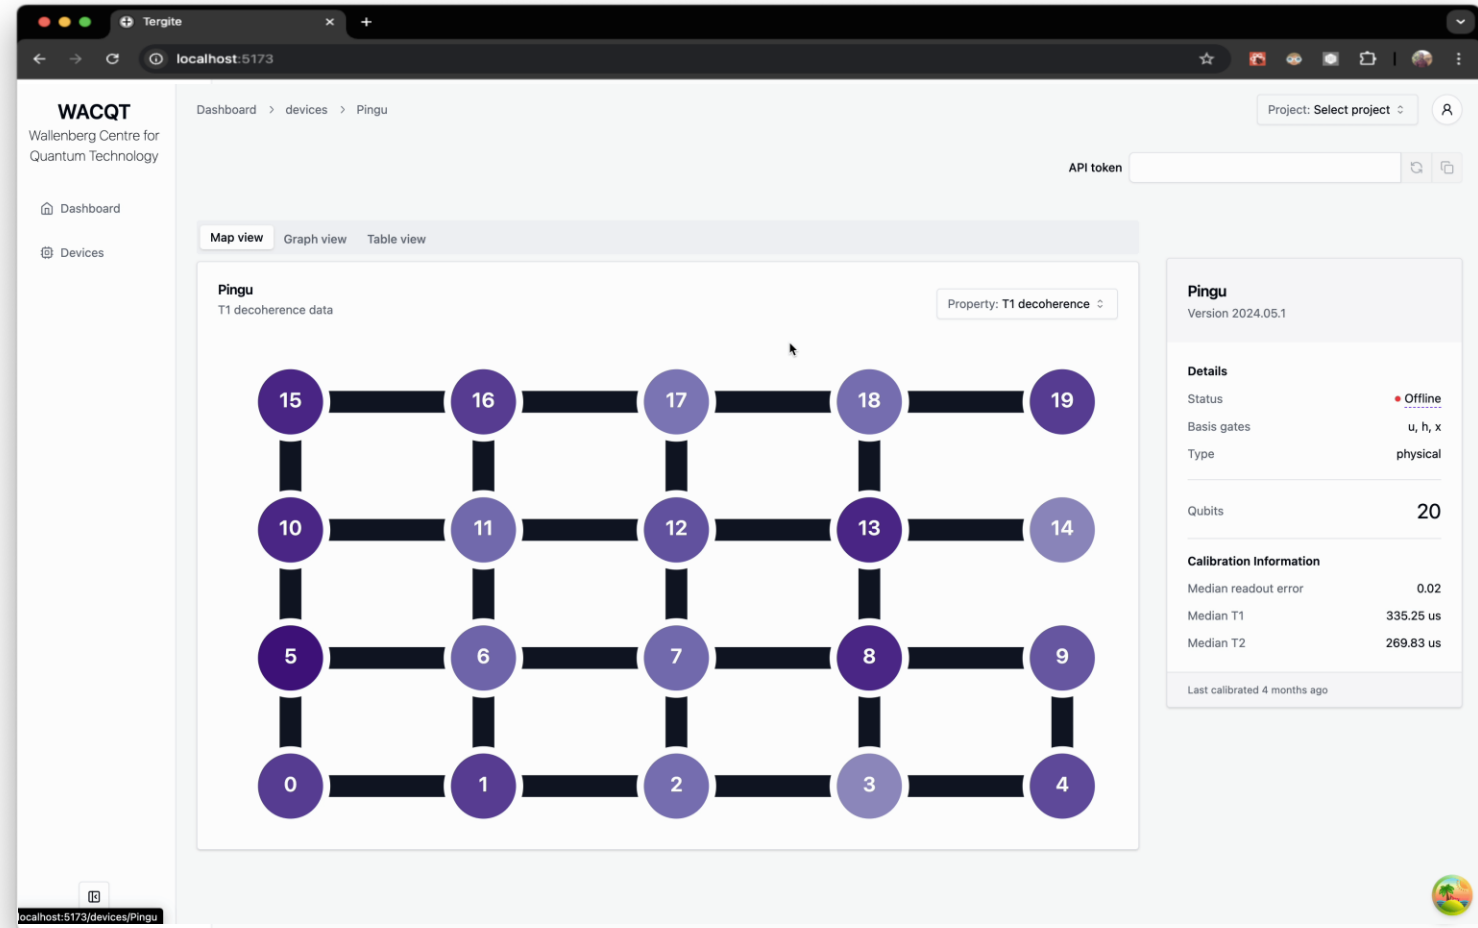 Tergite
localhost:5173
WACQT
Wallenberg Centre for
Quantum Technology
Dashboard
Devices
Dashboard > devices > Pingu
Project: Select project
API token
Map view Graph view Table view
Pingu
T1 decoherence data
Property: T1 decoherence
15 16 17 18 19
10 11 12 13 14
5 6 7 8 9
0 1 2 3 4
Pingu
Version 2024.05.1
Details
Status Offline
Basis gates u, h, x
Type physical
Qubits 20
Calibration Information
Median readout error 0.02
Median T1 335.25 us
Median T2 269.83 us
Last calibrated 4 months ago
localhost:5173/devices/Pingu